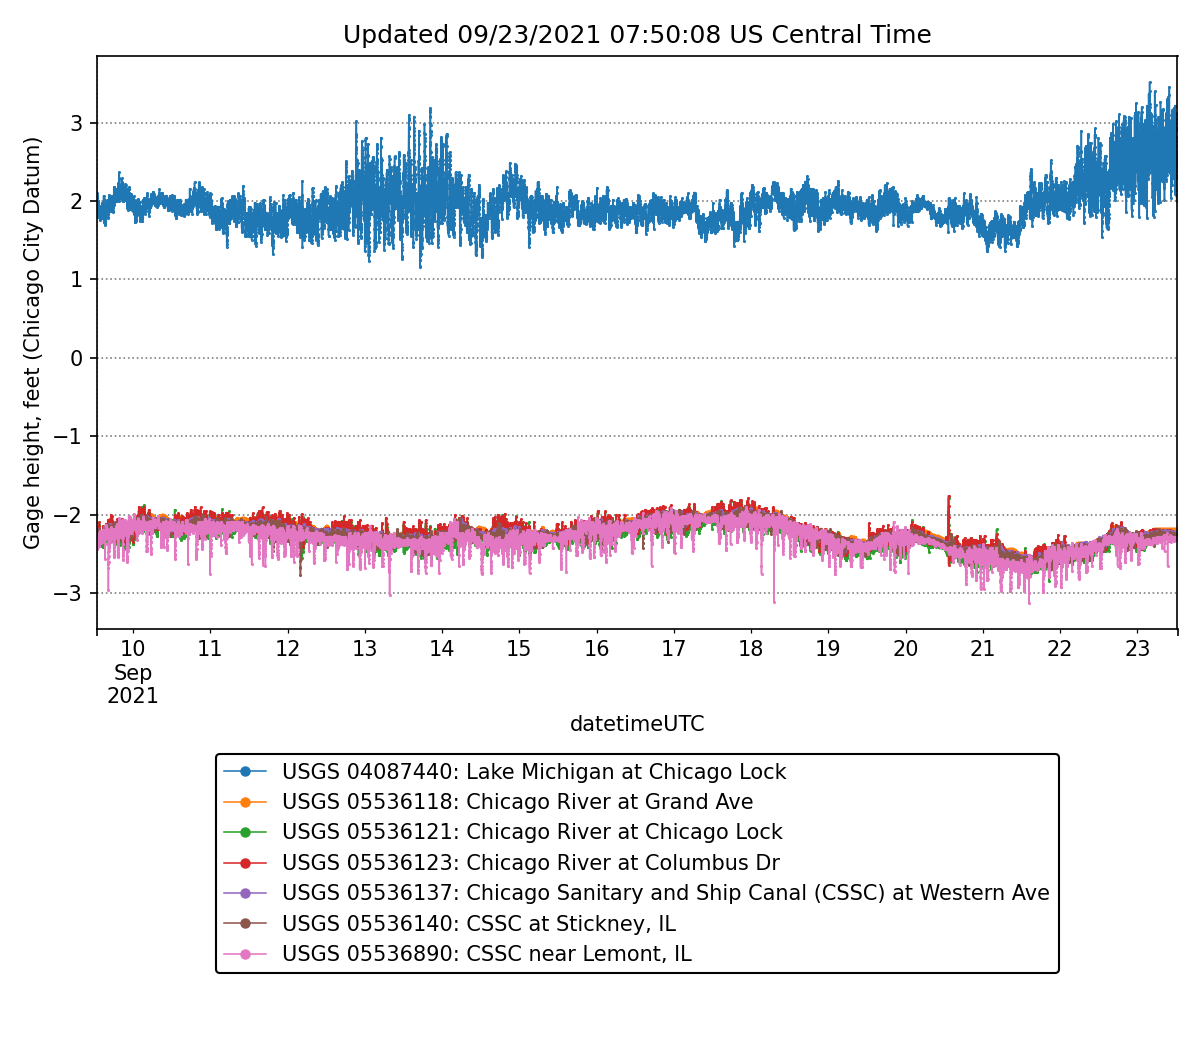 Updated 09/23/2021 07:50:08 US Central Time
Gage height, feet (Chicago City Datum)
3
2
1
0
−1
−2
−3
10 11 12 13 14 15 16 17 18 19 20 21 22 23
Sep
2021
datetimeUTC
USGS 04087440: Lake Michigan at Chicago Lock
USGS 05536118: Chicago River at Grand Ave
USGS 05536121: Chicago River at Chicago Lock
USGS 05536123: Chicago River at Columbus Dr
USGS 05536137: Chicago Sanitary and Ship Canal (CSSC) at Western Ave
USGS 05536140: CSSC at Stickney, IL
USGS 05536890: CSSC near Lemont, IL